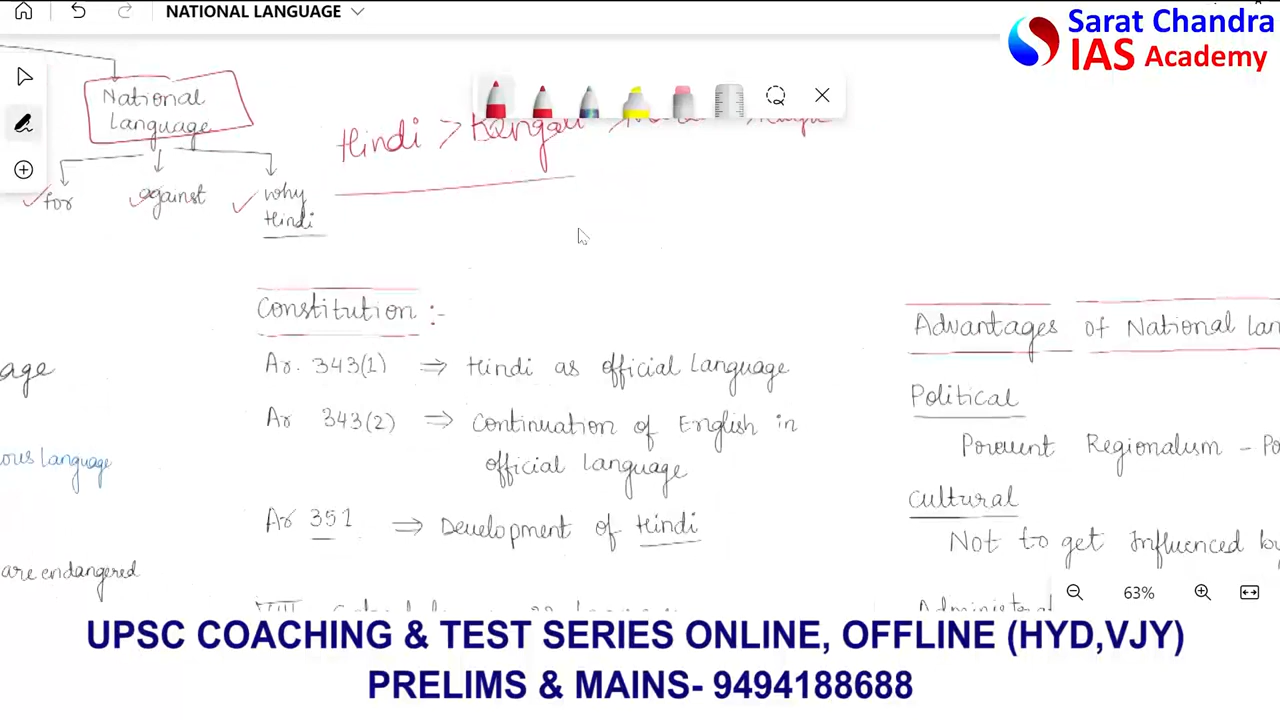 NATIONAL LANGUAGE
Sarat Chandra
IAS Academy
National
language
Hindi >
for
against
why
Hindi
Constitution :-
Ar. 343(1) ⇒ Hindi as official Language
Ar 343(2) ⇒ Continuation of English in
official Language
Ar 351 ⇒ Development of Hindi
age
ous language
are endangered
Advantages of National Lan
Political
Prevent Regionalism - Po
Cultural
Not to get Influenced by
63%
UPSC COACHING & TEST SERIES ONLINE, OFFLINE (HYD,VJY)
PRELIMS & MAINS- 9494188688